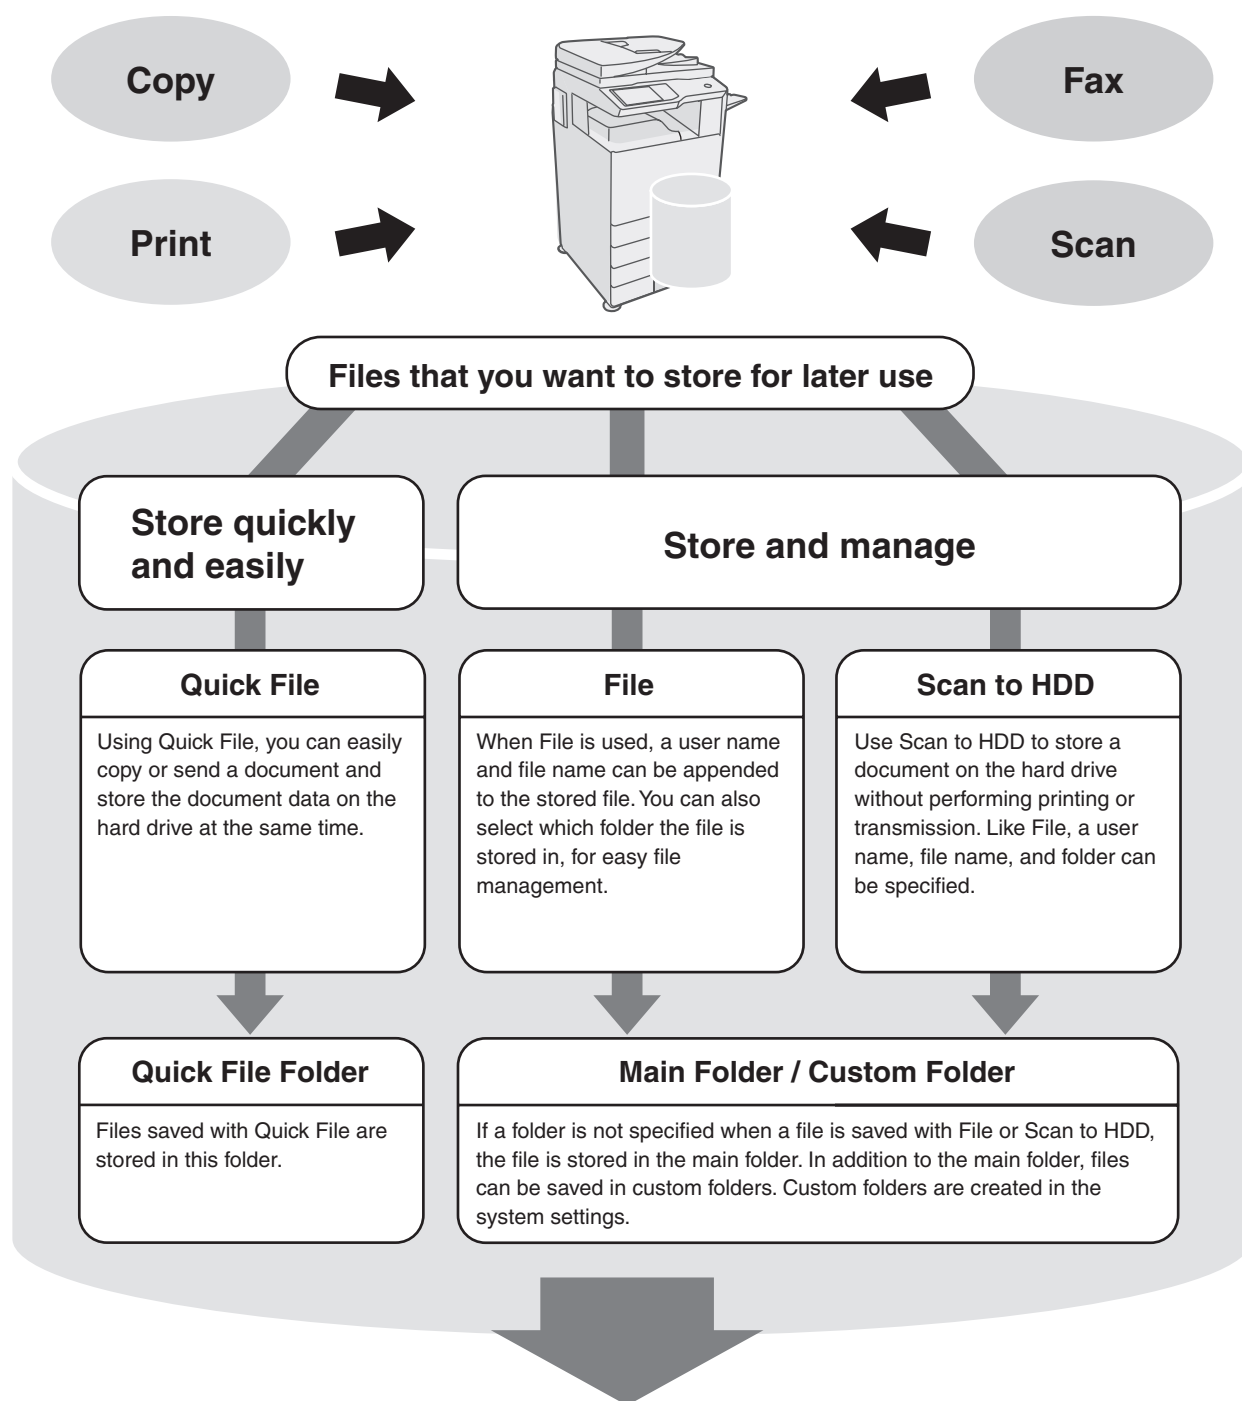 Copy
Fax
Print
Scan
Files that you want to store for later use
Store quickly
and easily
Store and manage
Quick File
Using Quick File, you can easily
copy or send a document and
store the document data on the
hard drive at the same time.
File
When File is used, a user name
and file name can be appended
to the stored file. You can also
select which folder the file is
stored in, for easy file
management.
Scan to HDD
Use Scan to HDD to store a
document on the hard drive
without performing printing or
transmission. Like File, a user
name, file name, and folder can
be specified.
Quick File Folder
Files saved with Quick File are
stored in this folder.
Main Folder / Custom Folder
If a folder is not specified when a file is saved with File or Scan to HDD,
the file is stored in the main folder. In addition to the main folder, files
can be saved in custom folders. Custom folders are created in the
system settings.